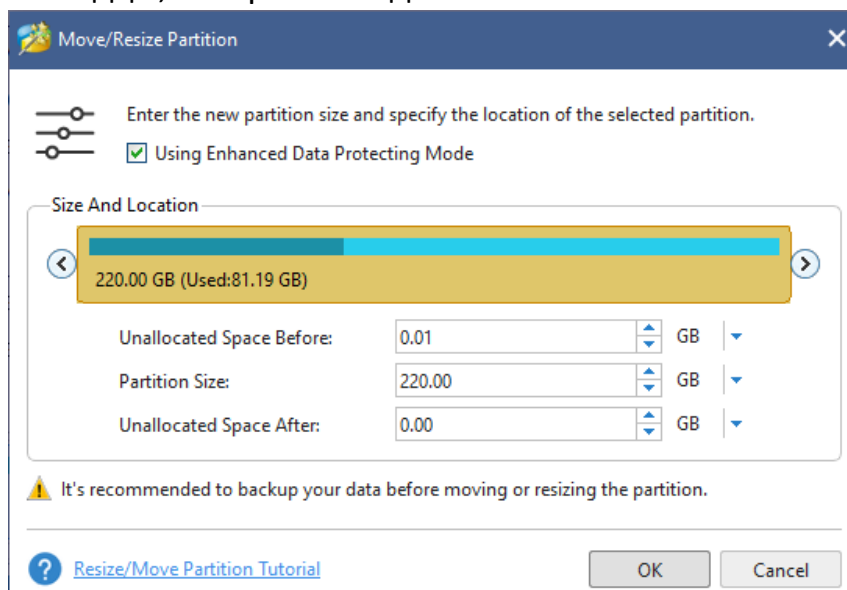 Move/Resize Partition
Enter the new partition size and specify the location of the selected partition.
Using Enhanced Data Protecting Mode
Size And Location
220.00 GB (Used:81.19 GB)
Unallocated Space Before: 0.01 GB
Partition Size: 220.00 GB
Unallocated Space After: 0.00 GB
It's recommended to backup your data before moving or resizing the partition.
Resize/Move Partition Tutorial OK Cancel